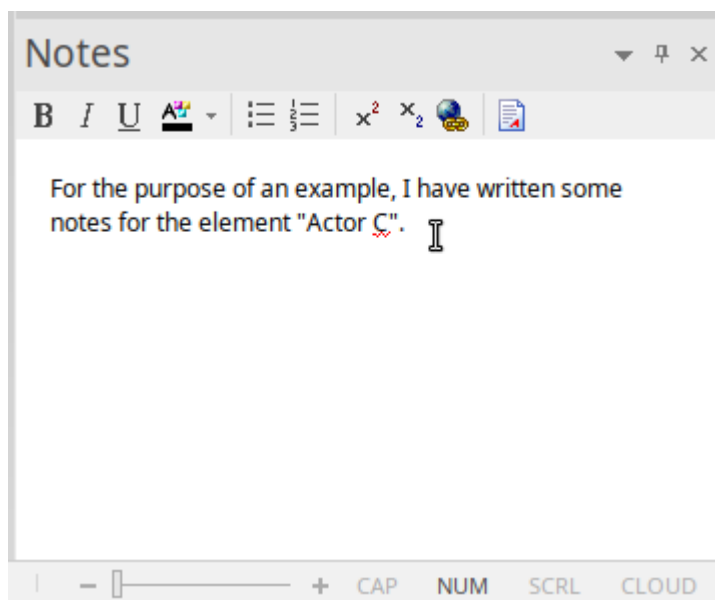 Notes
B I U A x² x₂
For the purpose of an example, I have written some
notes for the element "Actor C".
CAP NUM SCRL CLOUD